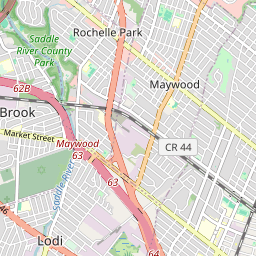 Rochelle Park
Saddle
River County
Park
Maywood
62B
Brook
Market Street
Maywood
63
CR 44
63
Saddle River
46
Lodi
64